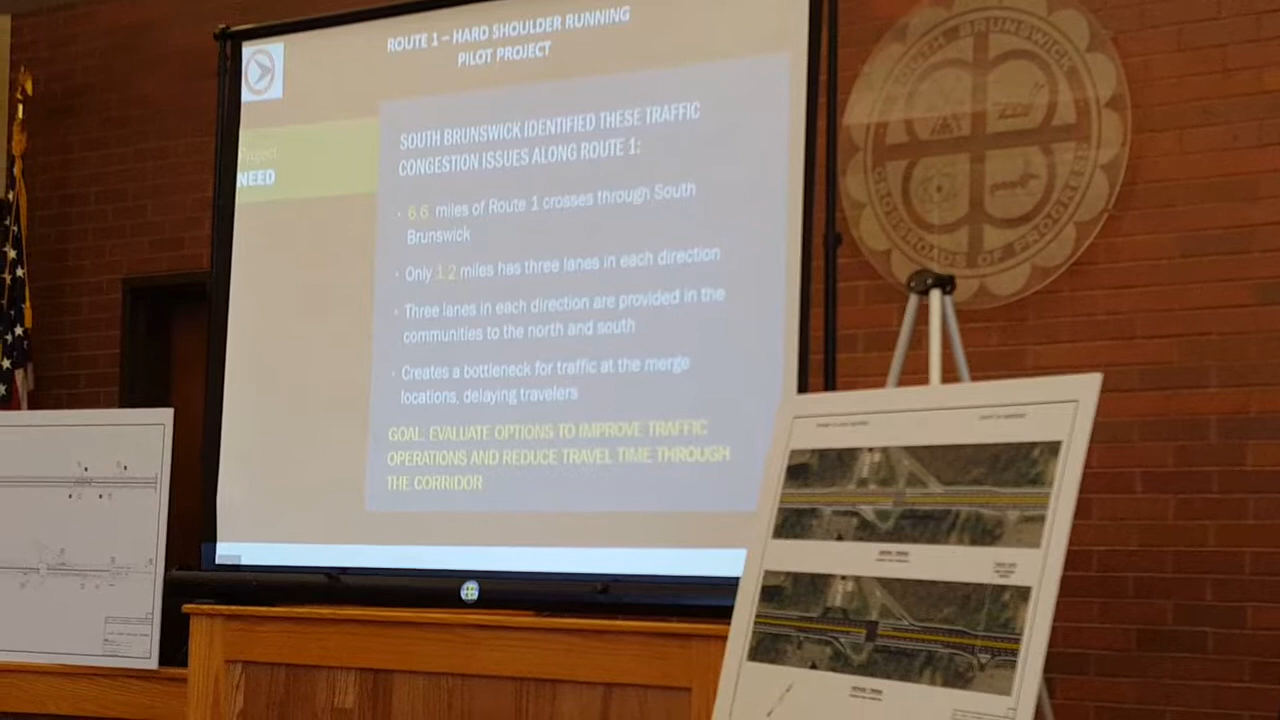 ROUTE 1 – HARD SHOULDER RUNNING
PILOT PROJECT
Project
NEED
SOUTH BRUNSWICK IDENTIFIED THESE TRAFFIC
CONGESTION ISSUES ALONG ROUTE 1:
· 6.6 miles of Route 1 crosses through South
Brunswick
· Only 1.2 miles has three lanes in each direction
· Three lanes in each direction are provided in the
communities to the north and south
· Creates a bottleneck for traffic at the merge
locations, delaying travelers
GOAL: EVALUATE OPTIONS TO IMPROVE TRAFFIC
OPERATIONS AND REDUCE TRAVEL TIME THROUGH
THE CORRIDOR
SOUTH BRUNSWICK
CROSSROADS OF PROGRESS